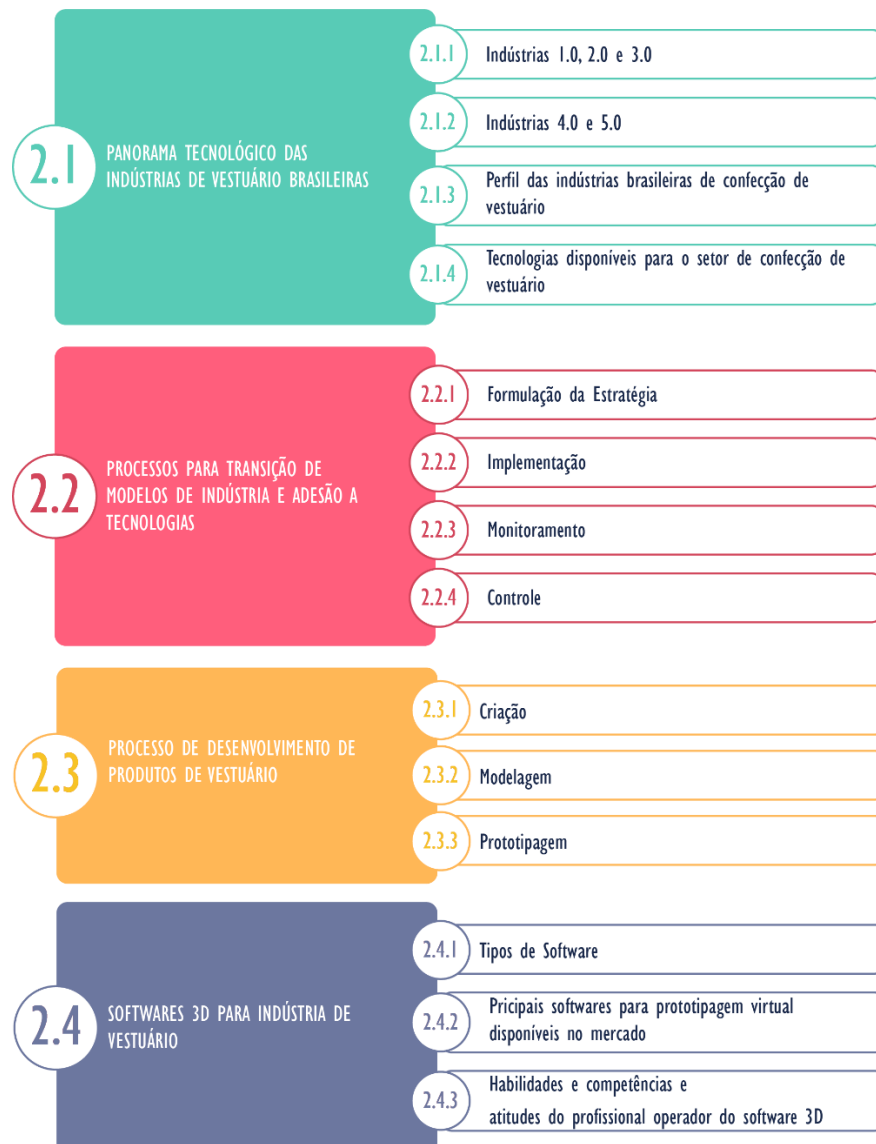 2.1
PANORAMA TECNOLÓGICO DAS
INDÚSTRIAS DE VESTUÁRIO BRASILEIRAS
2.1.1 Indústrias 1.0, 2.0 e 3.0
2.1.2 Indústrias 4.0 e 5.0
2.1.3 Perfil das indústrias brasileiras de confecção de
vestuário
2.1.4 Tecnologias disponíveis para o setor de confecção de
vestuário
2.2
PROCESSOS PARA TRANSIÇÃO DE
MODELOS DE INDÚSTRIA E ADESÃO A
TECNOLOGIAS
2.2.1 Formulação da Estratégia
2.2.2 Implementação
2.2.3 Monitoramento
2.2.4 Controle
2.3
PROCESSO DE DESENVOLVIMENTO DE
PRODUTOS DE VESTUÁRIO
2.3.1 Criação
2.3.2 Modelagem
2.3.3 Prototipagem
2.4
SOFTWARES 3D PARA INDÚSTRIA DE
VESTUÁRIO
2.4.1 Tipos de Software
2.4.2 Pricipais softwares para prototipagem virtual
disponíveis no mercado
2.4.3 Habilidades e competências e
atitudes do profissional operador do software 3D